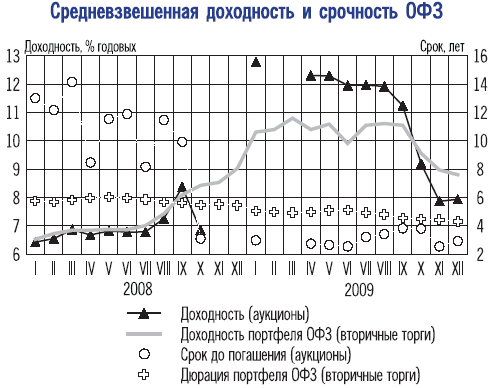 Средневзвешенная доходность и срочность ОФЗ
Доходность, % годовых Срок, лет
13 16
12 14
11 12
10 10
9 8
8 6
7 4
6 2
I II III IV V VI VII VIII IX X XI XII I II III IV V VI VII VIII IX X XI XII
2008 2009
Доходность (аукционы)
Доходность портфеля ОФЗ (вторичные торги)
Срок до погашения (аукционы)
Дюрация портфеля ОФЗ (вторичные торги)